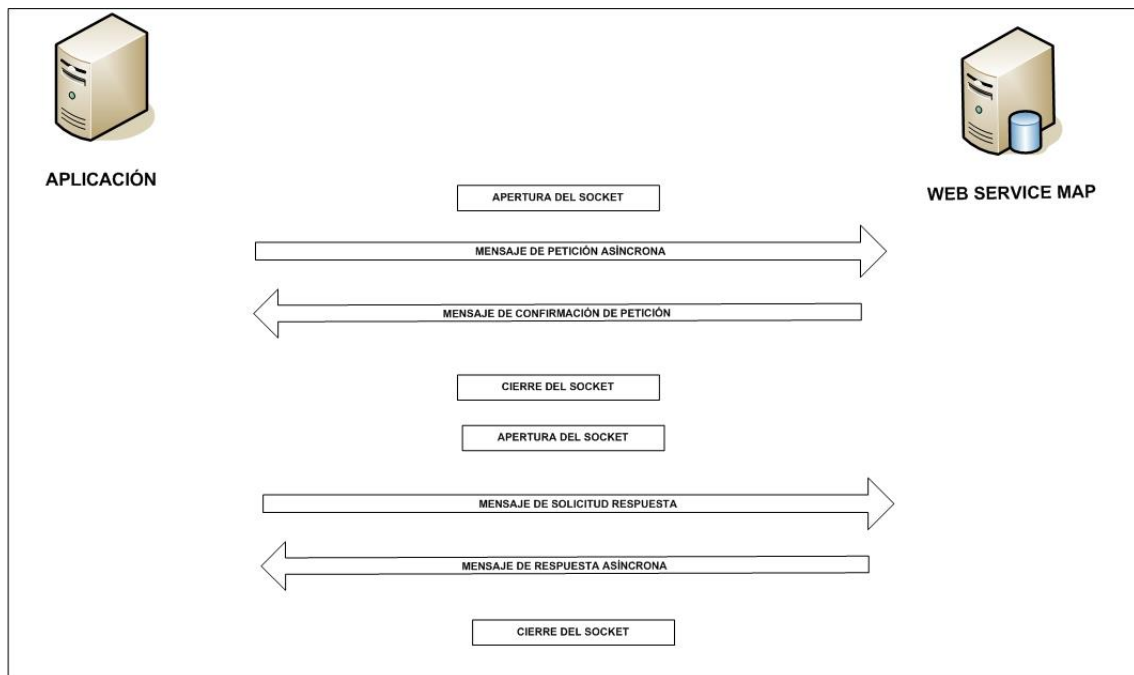 APLICACIÓN
WEB SERVICE MAP
APERTURA DEL SOCKET
MENSAJE DE PETICIÓN ASÍNCRONA
MENSAJE DE CONFIRMACIÓN DE PETICIÓN
CIERRE DEL SOCKET
APERTURA DEL SOCKET
MENSAJE DE SOLICITUD RESPUESTA
MENSAJE DE RESPUESTA ASÍNCRONA
CIERRE DEL SOCKET